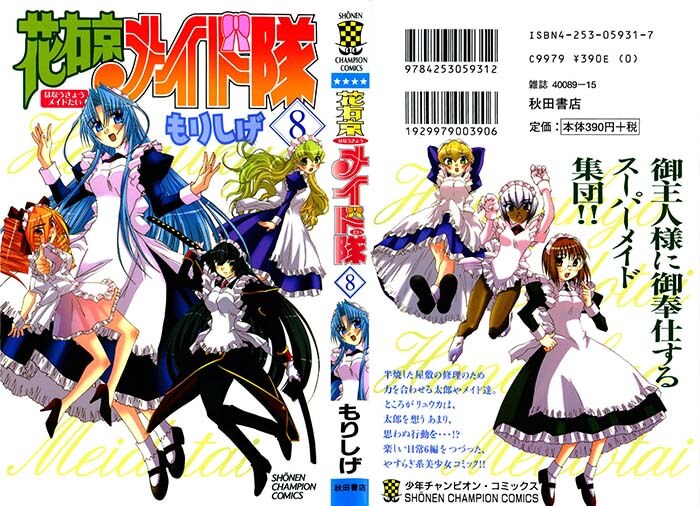 花右京メイド隊
はなうきょう
メイドたい
もりしげ
8
SHŌNEN
CHAMPION
COMICS
SHŌNEN
CHAMPION
COMICS
花右京メイド隊
8
もりしげ
秋田書店
9784253059312
1929979003906
ISBN4-253-05931-7
C9979 ¥390E (0)
雑誌 40089-15
秋田書店
定価:本体390円+税
御主人様に御奉仕する
スーパーメイド
集団!!
半焼した屋敷の修理のため
力を合わせる太郎やメイド達。
ところがリュウカは、
太郎を想うあまり、
思わぬ行動を・・・!?
楽しい日常6編をつづった、
やすらぎ系美少女コミック!!
少年チャンピオン・コミックス
SHŌNEN CHAMPION COMICS